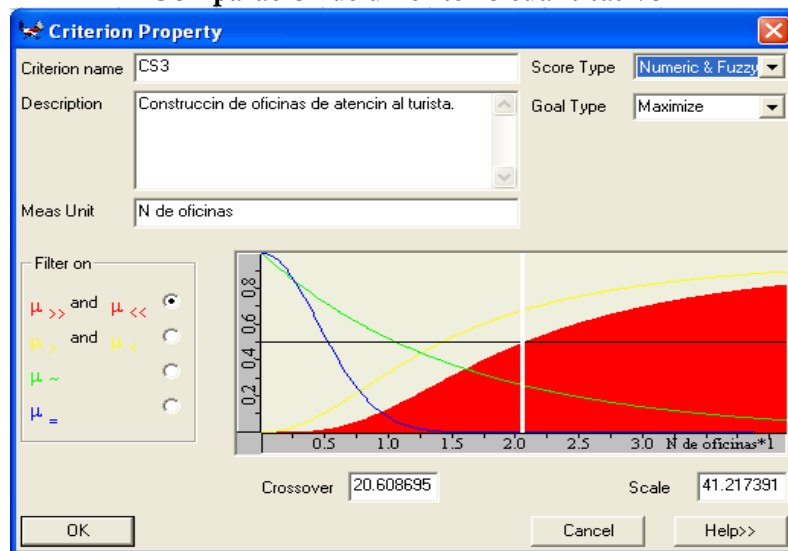 Criterion Property
Criterion name CS3 Score Type Numeric & Fuzzy
Description Construccin de oficinas de atencin al turista. Goal Type Maximize
Meas Unit N de oficinas
Filter on
μ >> and μ <<
μ > and μ <
μ ~
μ =
0.8
0.6
0.4
0.2
0.5 1.0 1.5 2.0 2.5 3.0 N de oficinas*1
Crossover 20.608695 Scale 41.217391
OK Cancel Help>>